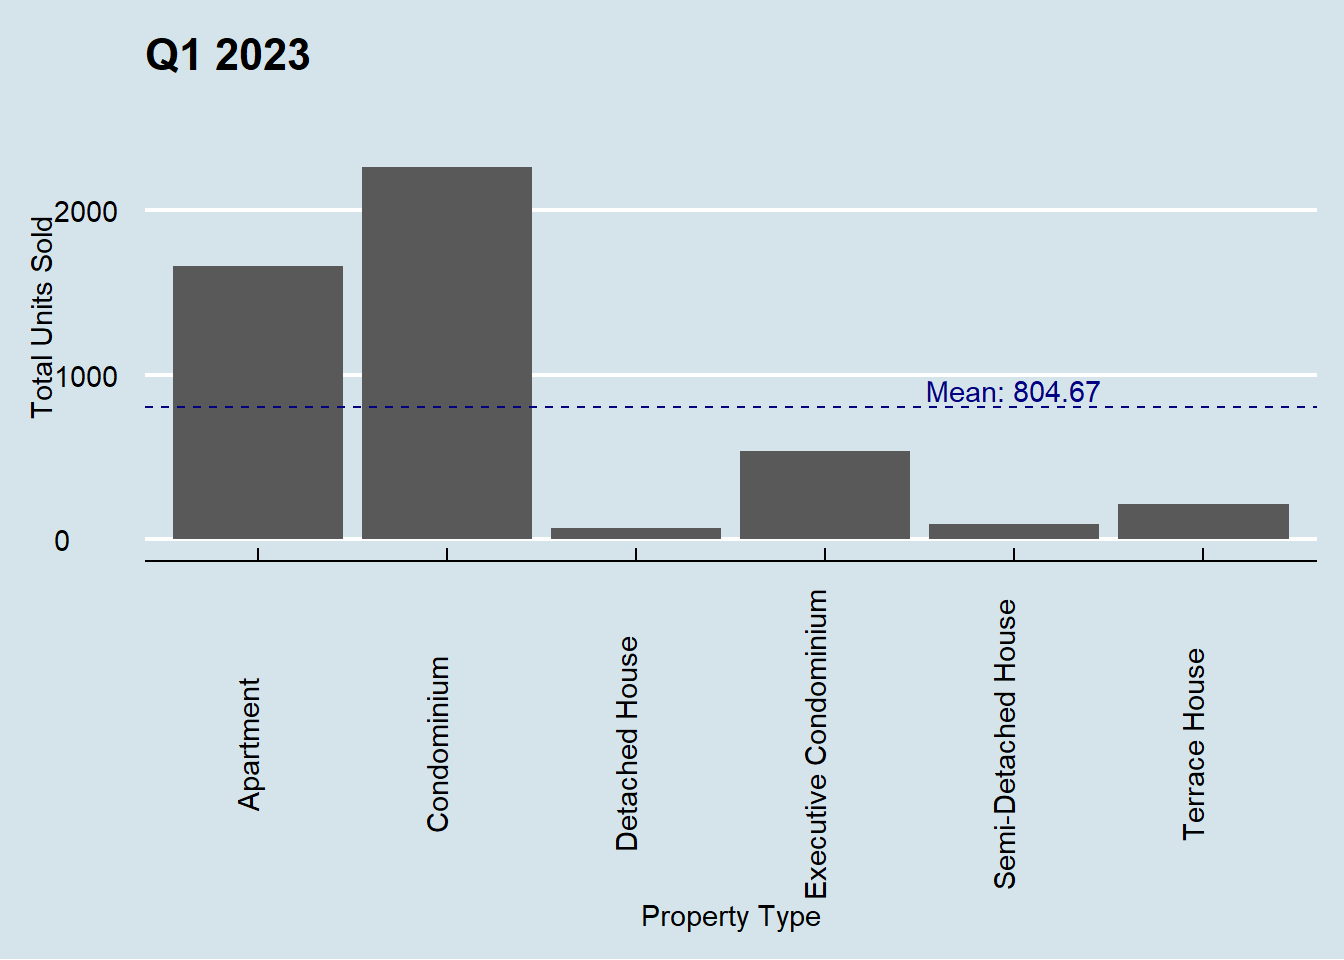 Q1 2023
Total Units Sold
2000
1000
0
Mean: 804.67
Apartment
Condominium
Detached House
Executive Condominium
Semi-Detached House
Terrace House
Property Type